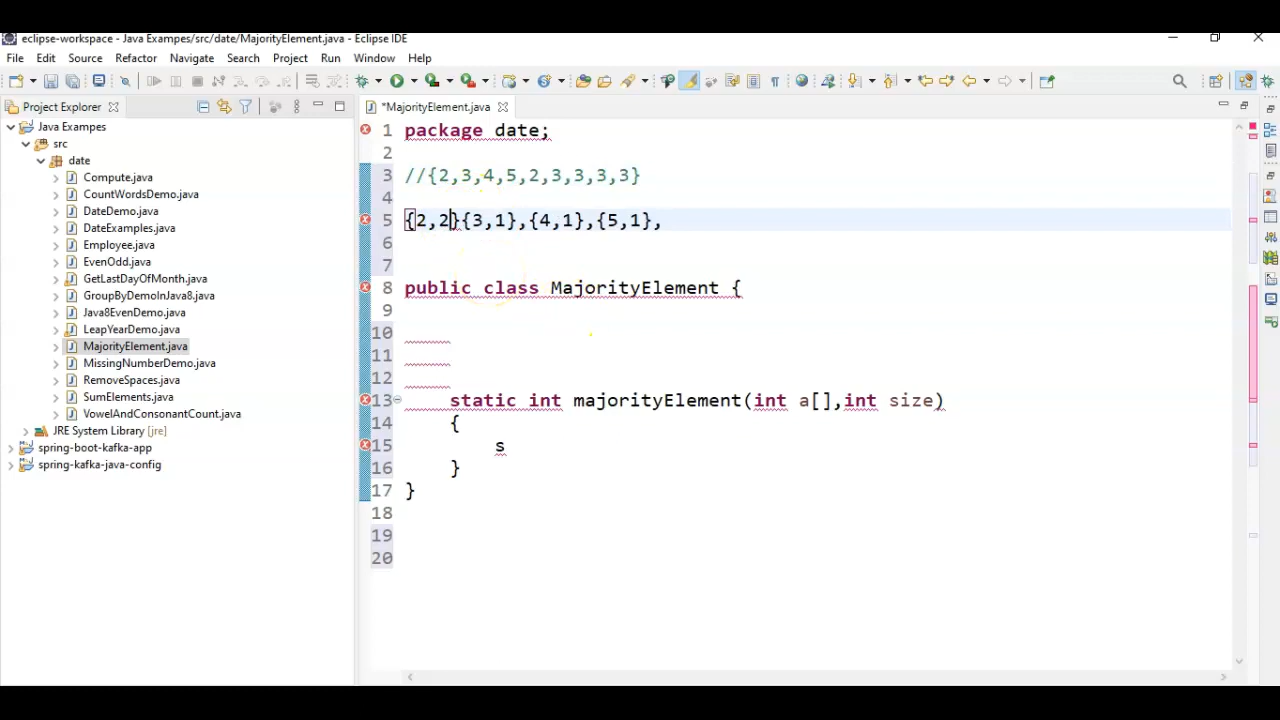 eclipse-workspace - Java Exampes/src/date/MajorityElement.java - Eclipse IDE
File Edit Source Refactor Navigate Search Project Run Window Help
Project Explorer
*MajorityElement.java
Java Exampes
src
date
Compute.java
CountWordsDemo.java
DateDemo.java
DateExamples.java
Employee.java
EvenOdd.java
GetLastDayOfMonth.java
GroupByDemoInJava8.java
Java8EvenDemo.java
LeapYearDemo.java
MajorityElement.java
MissingNumberDemo.java
RemoveSpaces.java
SumElements.java
VowelAndConsonantCount.java
JRE System Library [jre]
spring-boot-kafka-app
spring-kafka-java-config
1 package date;
2
3 //{2,3,4,5,2,3,3,3,3}
4
5 {2,2}{3,1},{4,1},{5,1},
6
7
8 public class MajorityElement {
9
10
11
12
13 static int majorityElement(int a[],int size)
14 {
15 s
16 }
17 }
18
19
20